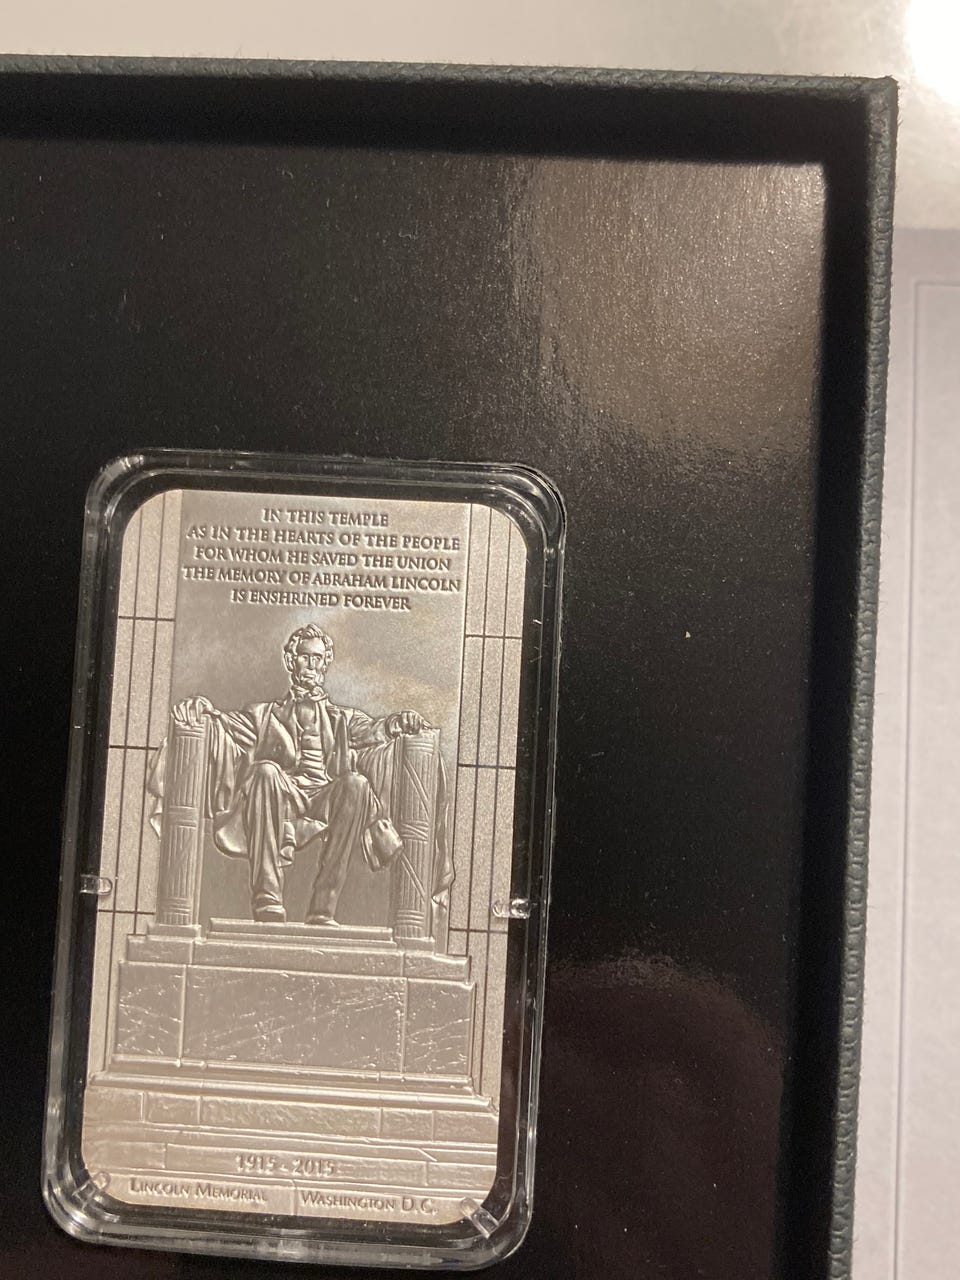 IN THIS TEMPLE
AS IN THE HEARTS OF THE PEOPLE
FOR WHOM HE SAVED THE UNION
THE MEMORY OF ABRAHAM LINCOLN
IS ENSHRINED FOREVER
1915-2015
LINCOLN MEMORIAL WASHINGTON D.C.